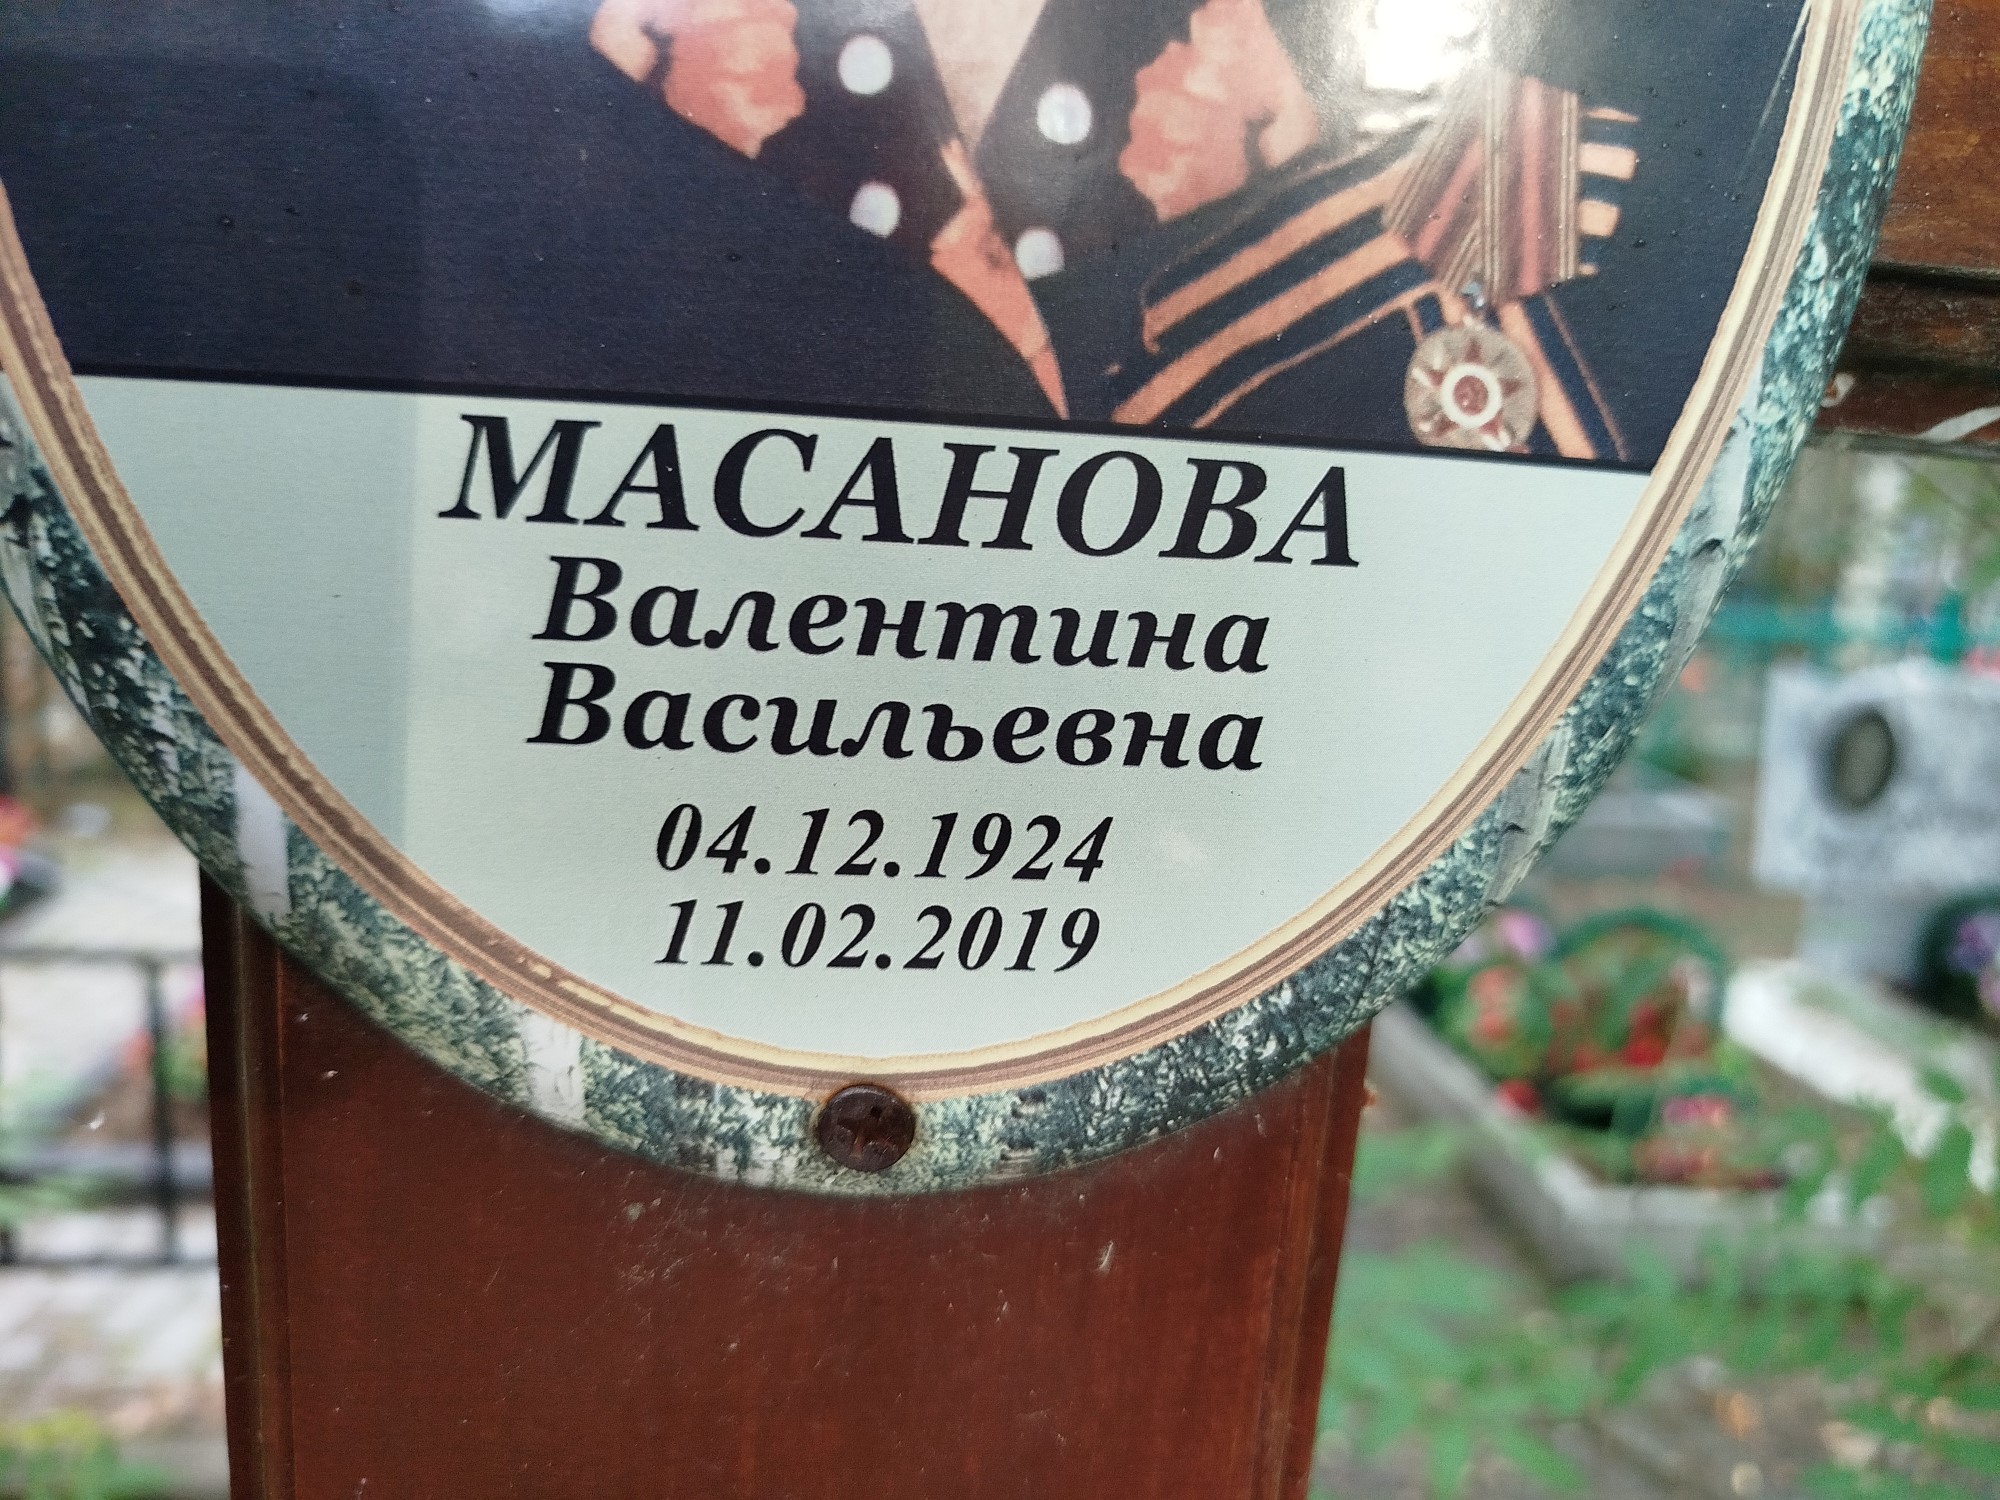 МАСАНОВА
Валентина
Васильевна
04.12.1924
11.02.2019